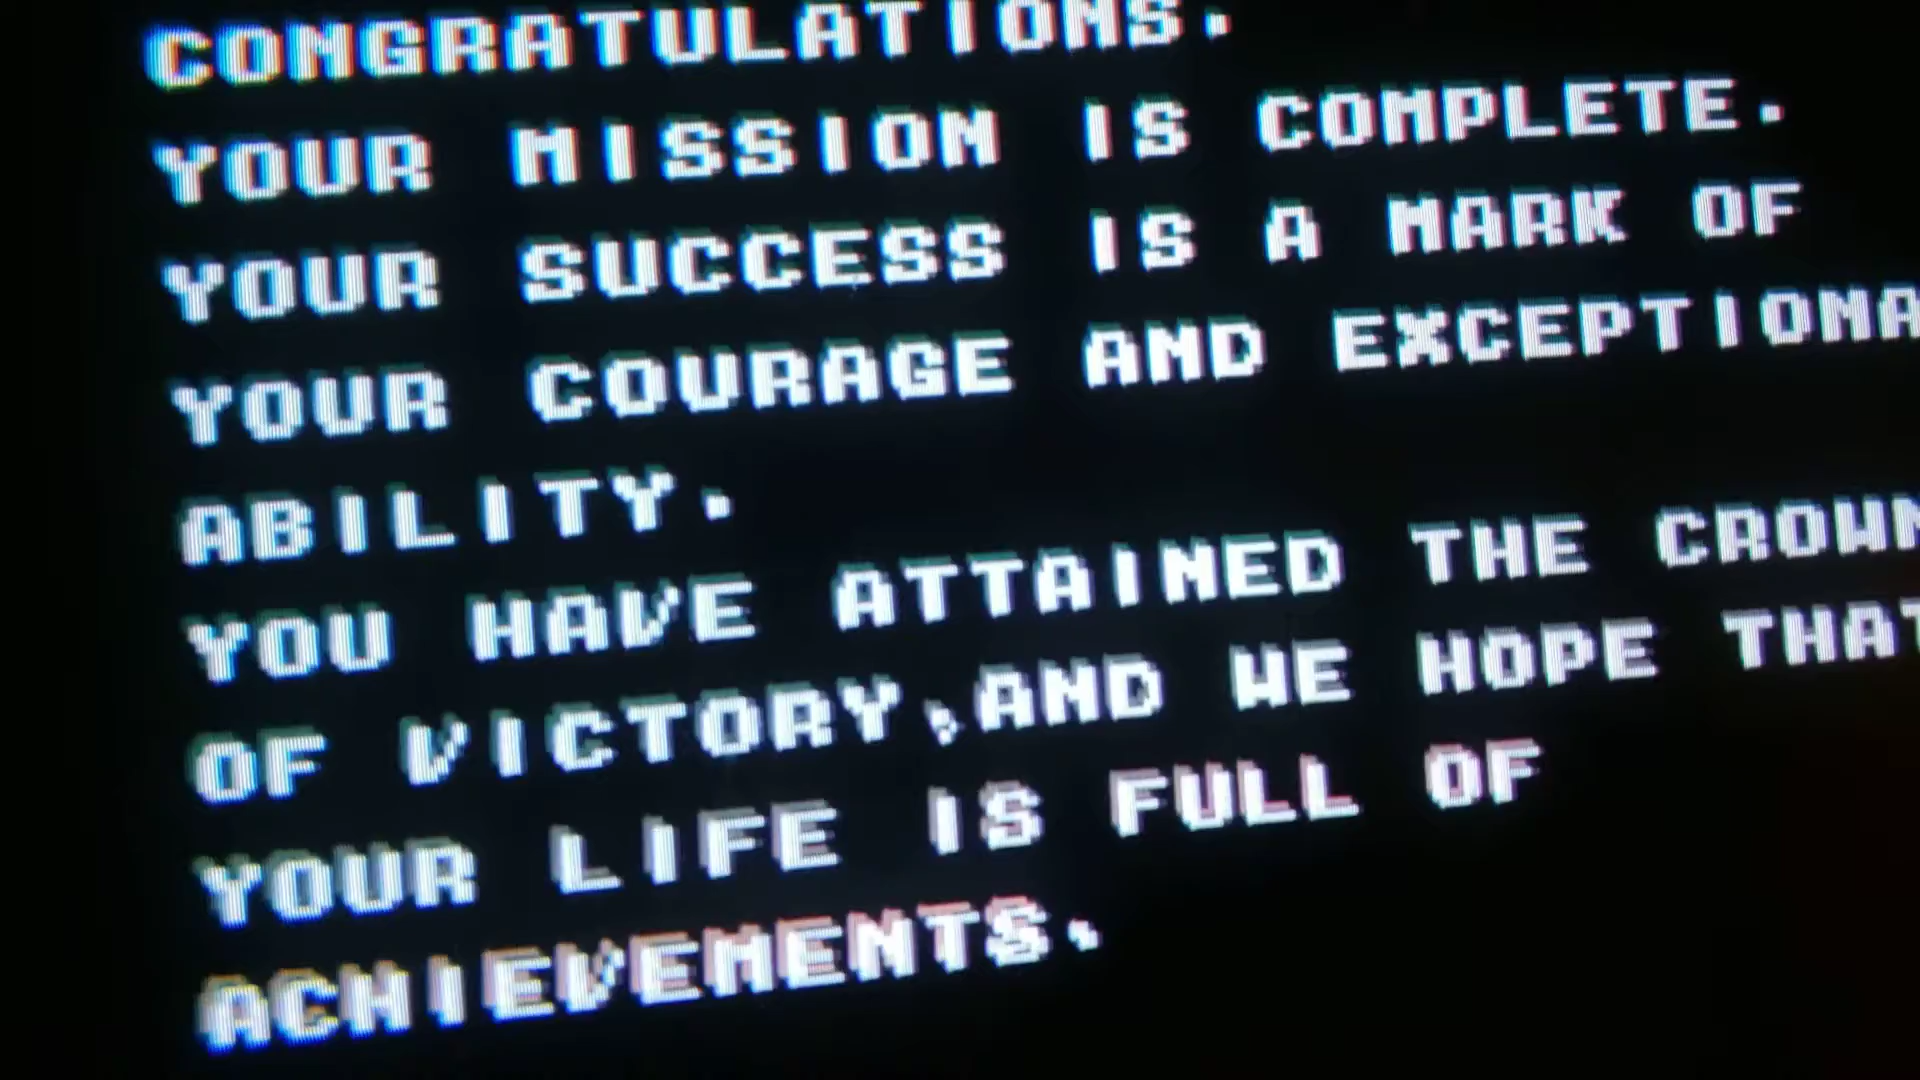 CONGRATULATIONS.
YOUR MISSION IS COMPLETE.
YOUR SUCCESS IS A MARK OF
YOUR COURAGE AND EXCEPTIONA
ABILITY.
YOU HAVE ATTAINED THE CROWN
OF VICTORY,AND WE HOPE THAT
YOUR LIFE IS FULL OF
ACHIEVEMENTS.